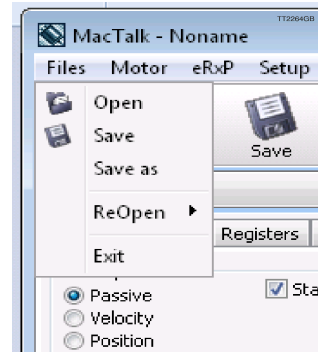 TT2264GB
MacTalk - Noname
Files Motor eRxP Setup
Open
Save
Save as
ReOpen
Exit
Save
Registers
Passive
Velocity
Position
Sta